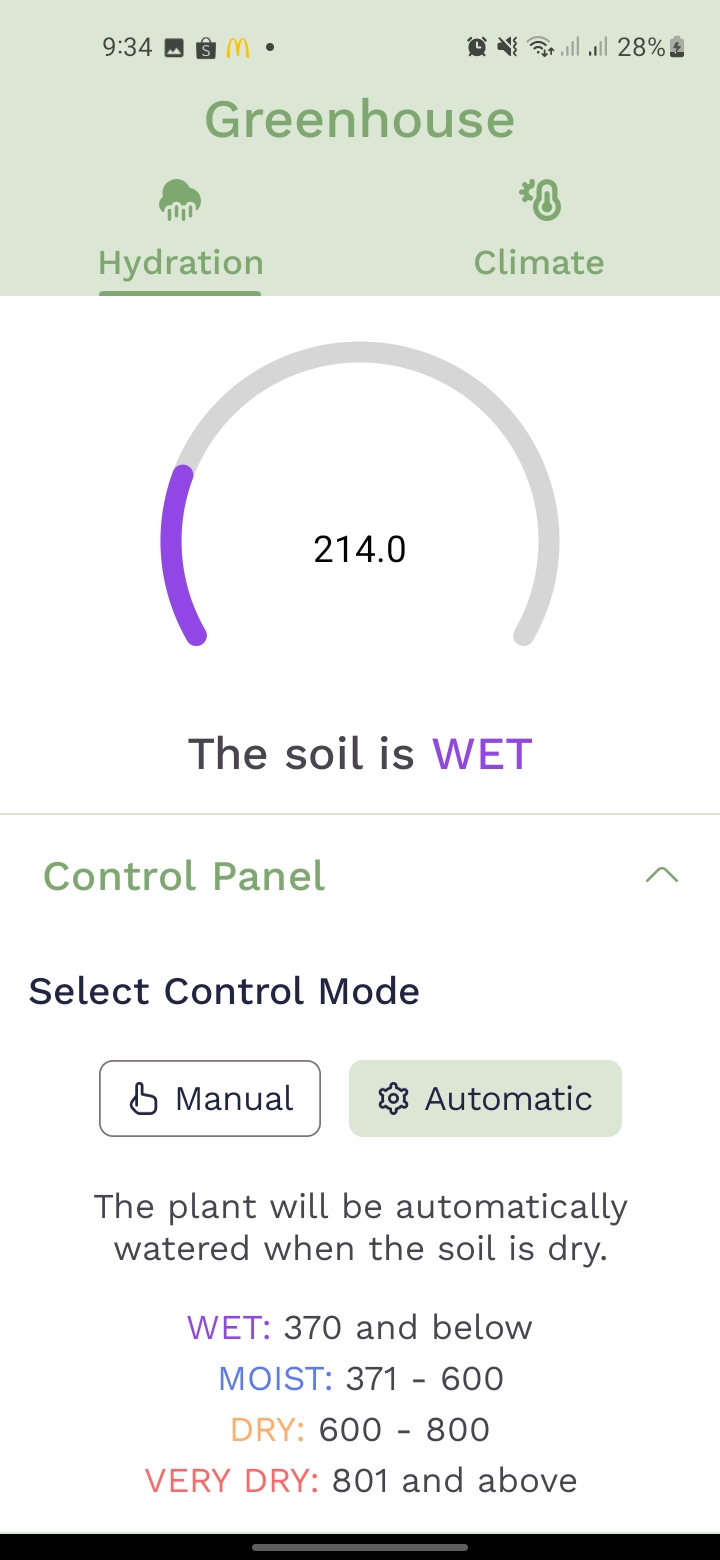 9:34
28%
Greenhouse
Hydration
Climate
214.0
The soil is WET
Control Panel
Select Control Mode
Manual
Automatic
The plant will be automatically
watered when the soil is dry.
WET: 370 and below
MOIST: 371 - 600
DRY: 600 - 800
VERY DRY: 801 and above